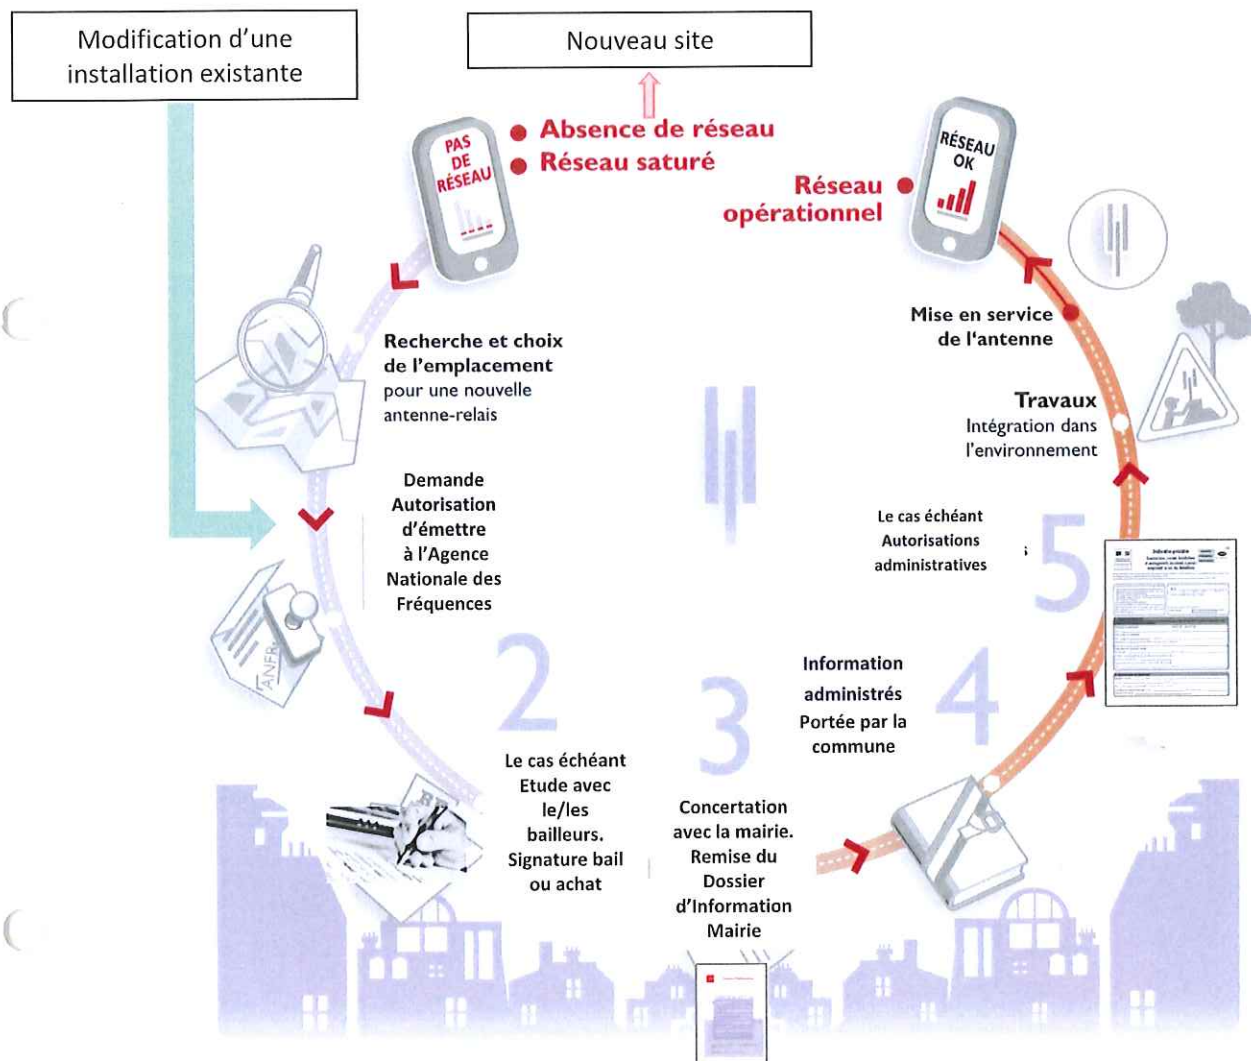 Modification d'une
installation existante
Nouveau site
Absence de réseau
Réseau saturé
PAS
DE
RÉSEAU
RÉSEAU
OK
Réseau
opérationnel
Recherche et choix
de l'emplacement
pour une nouvelle
antenne-relais
Demande
Autorisation
d'émettre
à l'Agence
Nationale des
Fréquences
ANFR
2
Le cas échéant
Etude avec
le/les
bailleurs.
Signature bail
ou achat
3
Concertation
avec la mairie.
Remise du
Dossier
d'Information
Mairie
4
Information
administrés
Portée par la
commune
5
Le cas échéant
Autorisations
administratives
s
Travaux
Intégration dans
l'environnement
Mise en service
de l'antenne